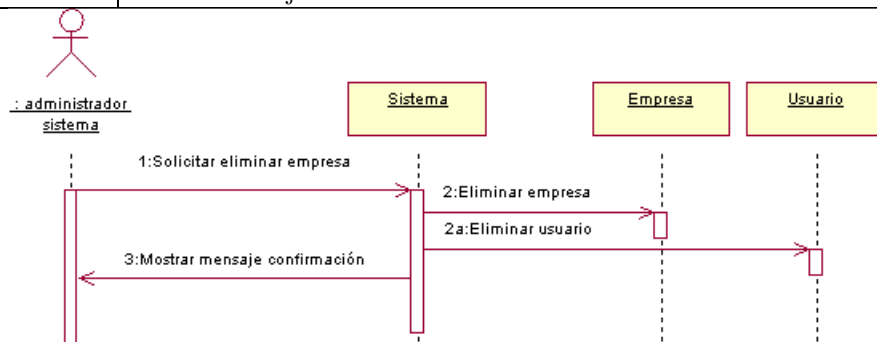 : administrador
sistema
Sistema
Empresa
Usuario
1:Solicitar eliminar empresa
2:Eliminar empresa
2a:Eliminar usuario
3:Mostrar mensaje confirmación